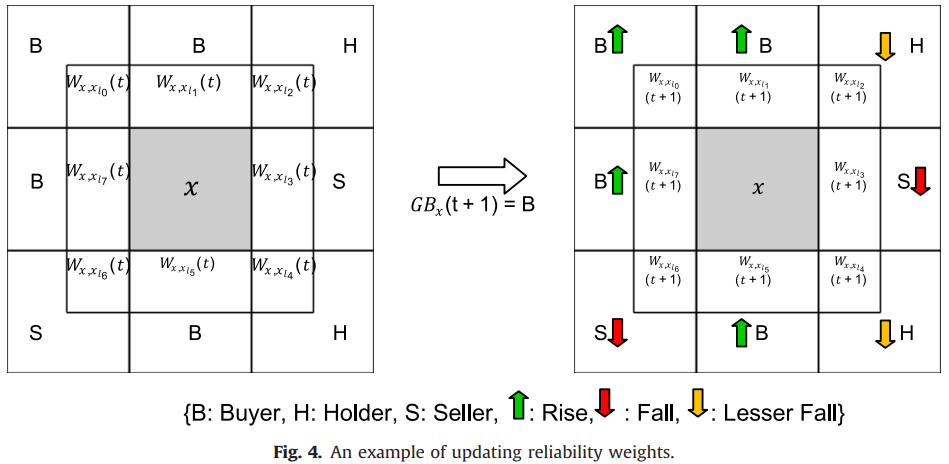 B B H
W_{x,x_{l_0}}(t) W_{x,x_{l_1}}(t) W_{x,x_{l_2}}(t)
B W_{x,x_{l_7}}(t) x W_{x,x_{l_3}}(t) S
W_{x,x_{l_6}}(t) W_{x,x_{l_5}}(t) W_{x,x_{l_4}}(t)
S B H
GB_x(t + 1) = B
B B H
W_{x,x_{l_0}} W_{x,x_{l_1}} W_{x,x_{l_2}}
(t + 1) (t + 1) (t + 1)
B W_{x,x_{l_7}} x W_{x,x_{l_3}} S
(t + 1) (t + 1)
W_{x,x_{l_6}} W_{x,x_{l_5}} W_{x,x_{l_4}}
(t + 1) (t + 1) (t + 1)
S B H
{B: Buyer, H: Holder, S: Seller, : Rise, : Fall, : Lesser Fall}
Fig. 4. An example of updating reliability weights.